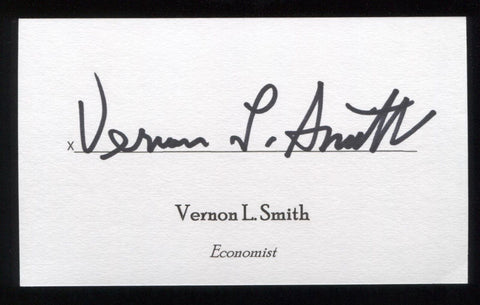 x Vernon L. Smith
Vernon L. Smith
Economist